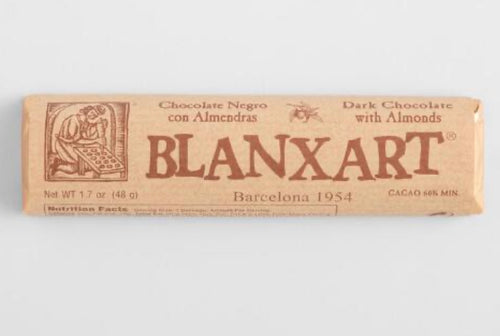 Chocolate Negro
con Almendras
Dark Chocolate
with Almonds
BLANXART®
Net WT 1.7 oz (48 g)
Barcelona 1954
CACAO 60% MIN.
Nutrition Facts